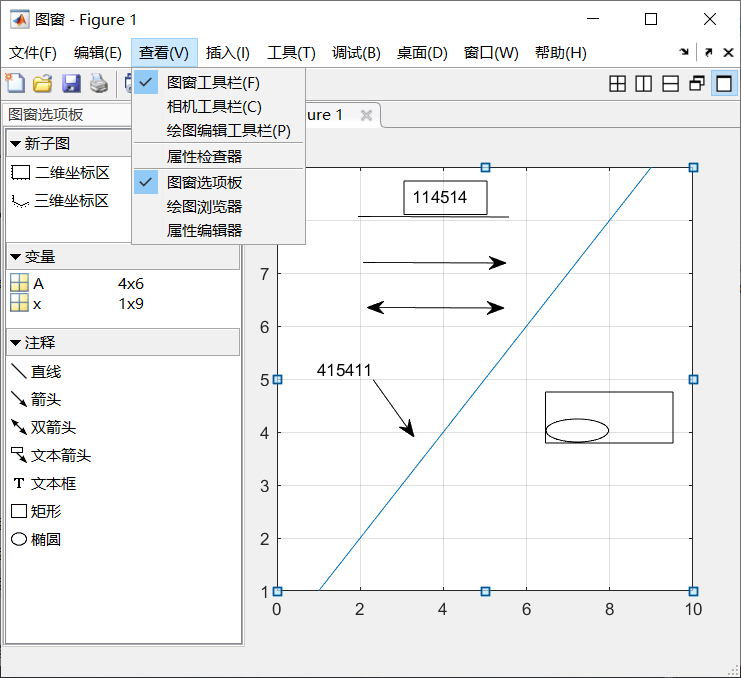 图窗 - Figure 1
文件(F) 编辑(E) 查看(V) 插入(I) 工具(T) 调试(B) 桌面(D) 窗口(W) 帮助(H)
图窗工具栏(F)
相机工具栏(C)
绘图编辑工具栏(P)
属性检查器
图窗选项板
绘图浏览器
属性编辑器
图窗选项板
ure 1
新子图
二维坐标区
三维坐标区
变量
A 4x6
x 1x9
注释
直线
箭头
双箭头
文本箭头
T 文本框
矩形
椭圆
114514
415411
7
6
5
4
3
2
1
0 2 4 6 8 10